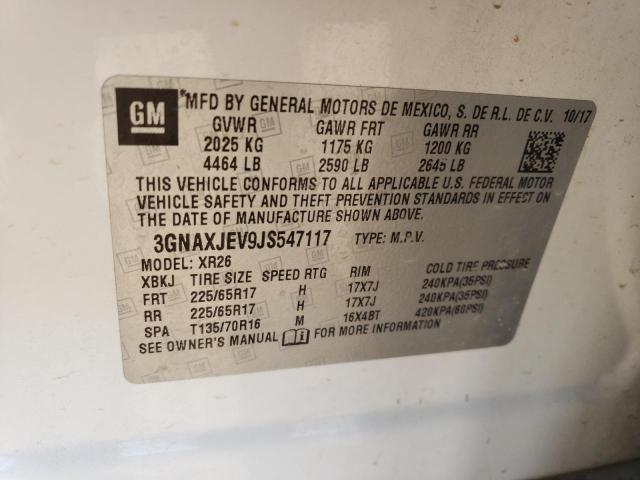 GM *MFD BY GENERAL MOTORS DE MEXICO, S. DE R.L. DE C.V. 10/17
GVWR GAWR FRT GAWR RR
2025 KG 1175 KG 1200 KG
4464 LB 2590 LB 2645 LB
THIS VEHICLE CONFORMS TO ALL APPLICABLE U.S. FEDERAL MOTOR
VEHICLE SAFETY AND THEFT PREVENTION STANDARDS IN EFFECT ON
THE DATE OF MANUFACTURE SHOWN ABOVE.
3GNAXJEV9JS547117 TYPE: M.P.V.
MODEL: XR26
XBKJ TIRE SIZE SPEED RTG RIM COLD TIRE PRESSURE
FRT 225/65R17 H 17X7J 240KPA(35PSI)
RR 225/65R17 H 17X7J 240KPA(35PSI)
SPA T135/70R16 M 16X4BT 420KPA(60PSI)
SEE OWNER'S MANUAL FOR MORE INFORMATION